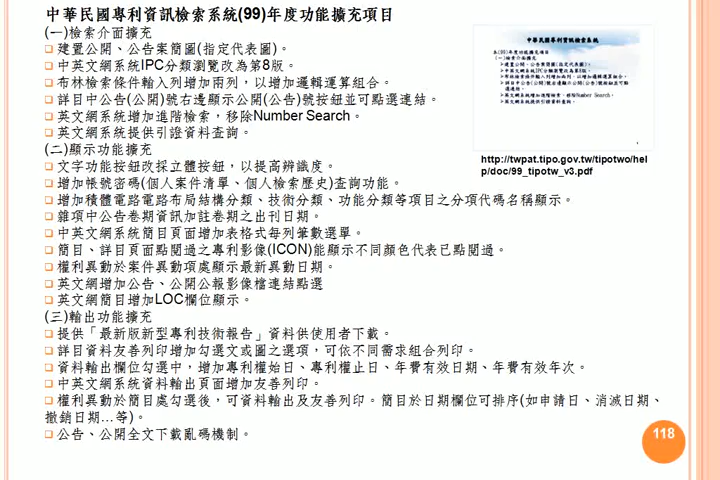 中華民國專利資訊檢索系統(99)年度功能擴充項目
(一)檢索介面擴充
建置公開、公告案簡圖(指定代表圖)。
中英文網系統IPC分類瀏覽改為第8版。
布林檢索條件輸入列增加兩列，以增加邏輯運算組合。
詳目中公告(公開)號右邊顯示公開(公告)號按鈕並可點選連結。
英文網系統增加進階檢索，移除Number Search。
英文網系統提供引證資料查詢。
(二)顯示功能擴充
文字功能按鈕改採立體按鈕，以提高辨識度。
增加帳號密碼(個人案件清單、個人檢索歷史)查詢功能。
增加積體電路電路布局結構分類、技術分類、功能分類等項目之分項代碼名稱顯示。
雜項中公告卷期資訊加註卷期之出刊日期。
中英文網系統簡目頁面增加表格式每列筆數選單。
簡目、詳目頁面點閱過之專利影像(ICON)能顯示不同顏色代表已點閱過。
權利異動於案件異動項處顯示最新異動日期。
英文網增加公告、公開公報影像檔連結點選
英文網簡目增加LOC欄位顯示。
(三)輸出功能擴充
提供「最新版新型專利技術報告」資料供使用者下載。
詳目資料友善列印增加勾選文或圖之選項，可依不同需求組合列印。
資料輸出欄位勾選中，增加專利權始日、專利權止日、年費有效日期、年費有效年次。
中英文網系統資料輸出頁面增加友善列印。
權利異動於簡目處勾選後，可資料輸出及友善列印。簡目於日期欄位可排序(如申請日、消滅日期、
撤銷日期…等)。
公告、公開全文下載亂碼機制。
中華民國專利資訊檢索系統
http://twpat.tipo.gov.tw/tipotwo/hel
p/doc/99_tipotw_v3.pdf
118